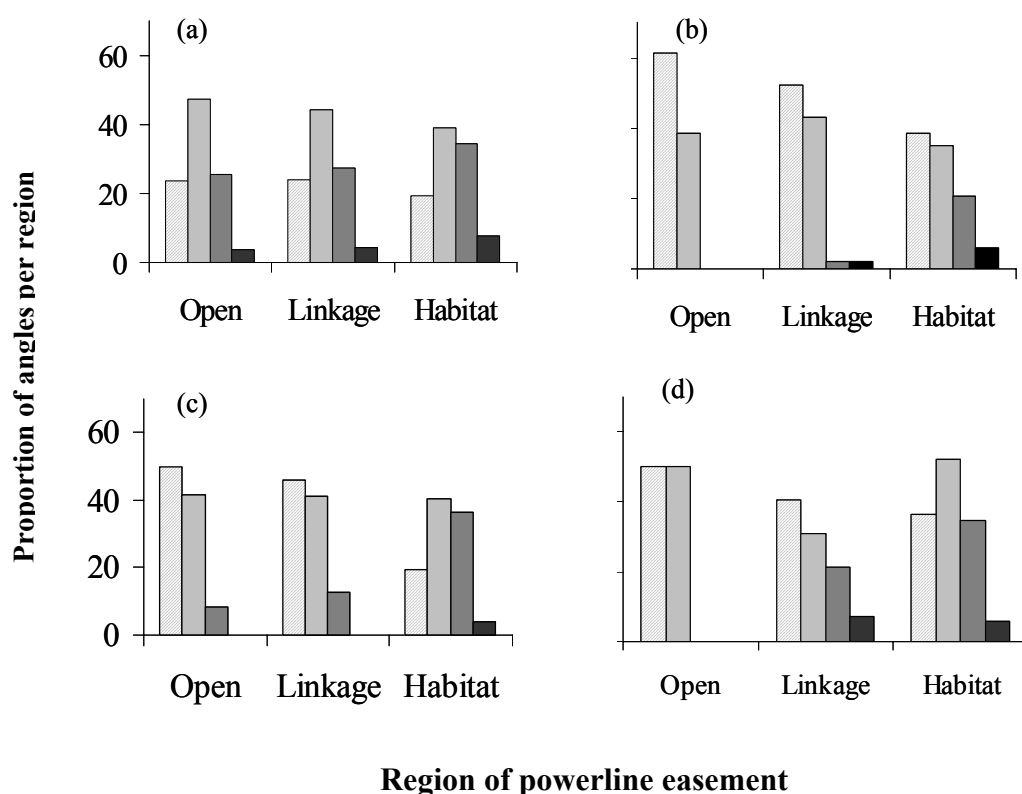 Proportion of angles per region
(a)
60
40
20
0
Open Linkage Habitat
(b)
Open Linkage Habitat
(c)
60
40
20
0
Open Linkage Habitat
(d)
Open Linkage Habitat
Region of powerline easement